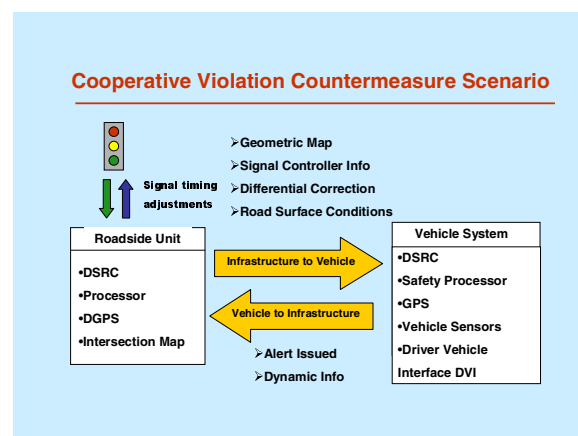 Cooperative Violation Countermeasure Scenario
➢Geometric Map
➢Signal Controller Info
➢Differential Correction
➢Road Surface Conditions
Signal timing
adjustments
Roadside Unit
•DSRC
•Processor
•DGPS
•Intersection Map
Infrastructure to Vehicle
Vehicle to Infrastructure
➢Alert Issued
➢Dynamic Info
Vehicle System
•DSRC
•Safety Processor
•GPS
•Vehicle Sensors
•Driver Vehicle
Interface DVI